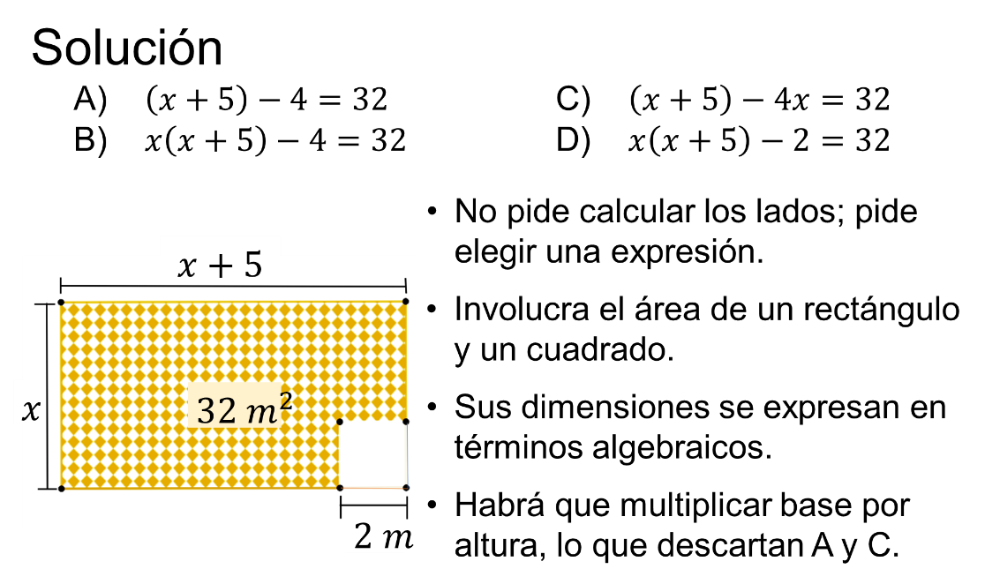 Solución
A) (x + 5) − 4 = 32
C) (x + 5) − 4x = 32
B) x(x + 5) − 4 = 32
D) x(x + 5) − 2 = 32
• No pide calcular los lados; pide
elegir una expresión.
x + 5
• Involucra el área de un rectángulo
y un cuadrado.
x
32 m²
• Sus dimensiones se expresan en
términos algebraicos.
• Habrá que multiplicar base por
altura, lo que descartan A y C.
2 m